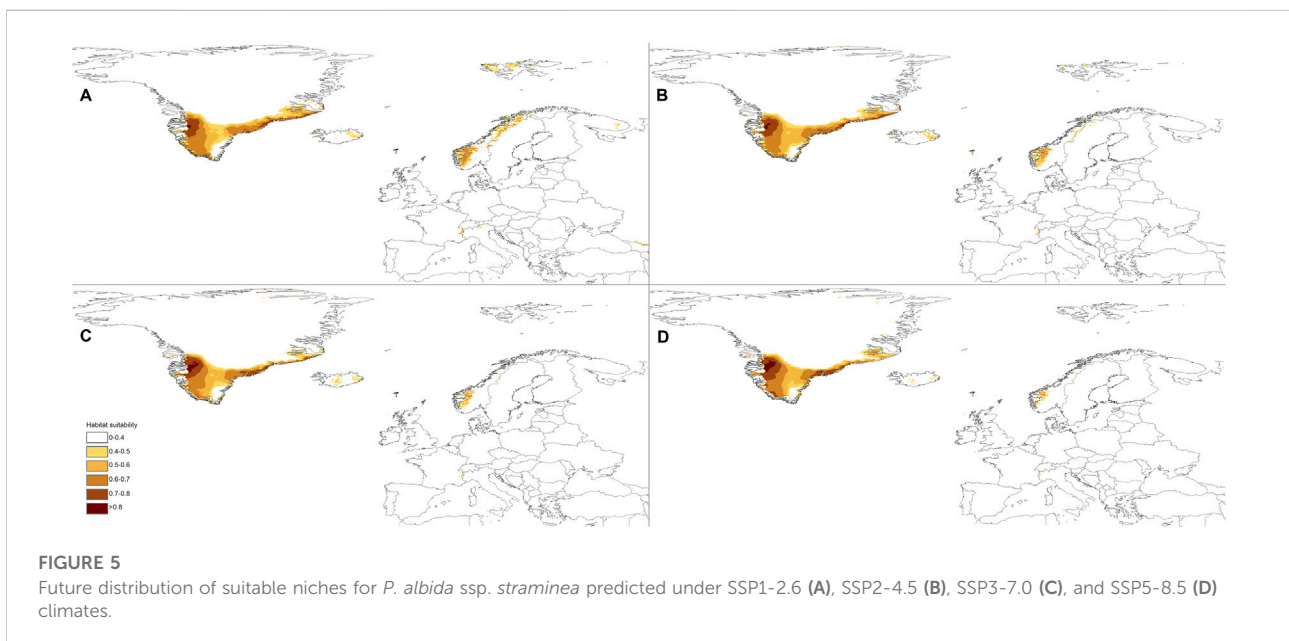 A
B
C
D
Habitat suitability
0-0.4
0.4-0.5
0.5-0.6
0.6-0.7
0.7-0.8
>0.8
FIGURE 5
Future distribution of suitable niches for P. albida ssp. straminea predicted under SSP1-2.6 (A), SSP2-4.5 (B), SSP3-7.0 (C), and SSP5-8.5 (D)
climates.